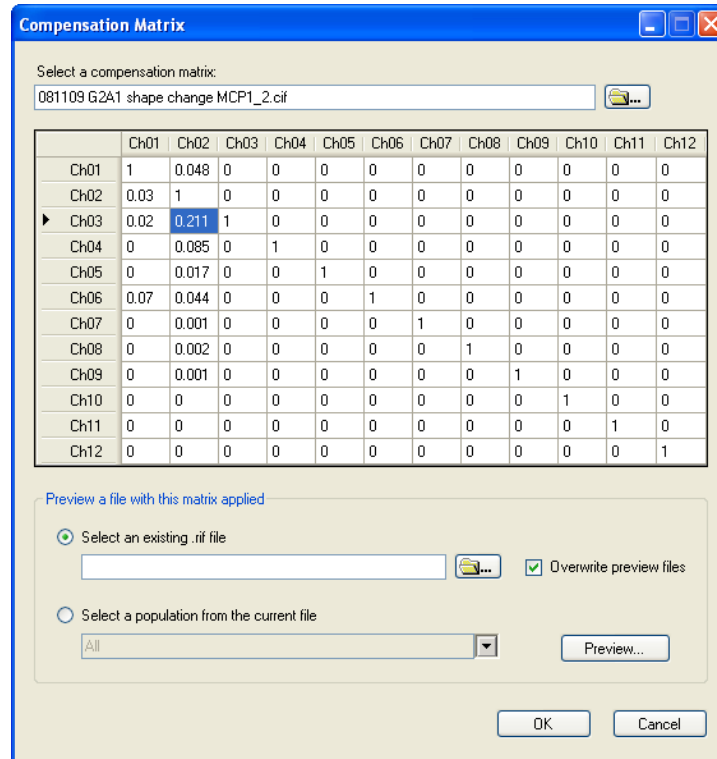 Compensation Matrix
Select a compensation matrix:
081109 G2A1 shape change MCP1_2.cif
...
Ch01 Ch02 Ch03 Ch04 Ch05 Ch06 Ch07 Ch08 Ch09 Ch10 Ch11 Ch12
Ch01 1 0.048 0 0 0 0 0 0 0 0 0 0
Ch02 0.03 1 0 0 0 0 0 0 0 0 0 0
Ch03 0.02 0.211 1 0 0 0 0 0 0 0 0 0
Ch04 0 0.085 0 1 0 0 0 0 0 0 0 0
Ch05 0 0.017 0 0 1 0 0 0 0 0 0 0
Ch06 0.07 0.044 0 0 0 1 0 0 0 0 0 0
Ch07 0 0.001 0 0 0 0 1 0 0 0 0 0
Ch08 0 0.002 0 0 0 0 0 1 0 0 0 0
Ch09 0 0.001 0 0 0 0 0 0 1 0 0 0
Ch10 0 0 0 0 0 0 0 0 0 1 0 0
Ch11 0 0 0 0 0 0 0 0 0 0 1 0
Ch12 0 0 0 0 0 0 0 0 0 0 0 1
Preview a file with this matrix applied
Select an existing .rif file
... Overwrite preview files
Select a population from the current file
All Preview...
OK Cancel